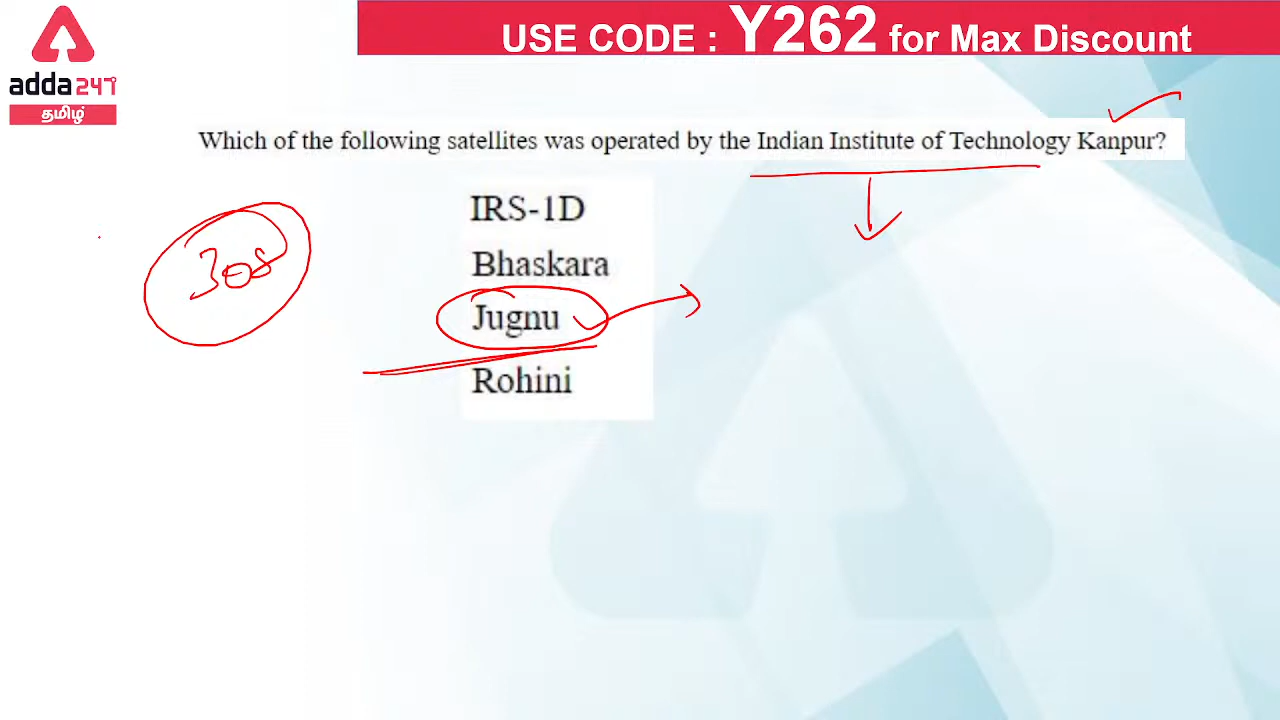 USE CODE : Y262 for Max Discount
adda247
தமிழ்
Which of the following satellites was operated by the Indian Institute of Technology Kanpur?
IRS-1D
308
Bhaskara
Jugnu
Rohini